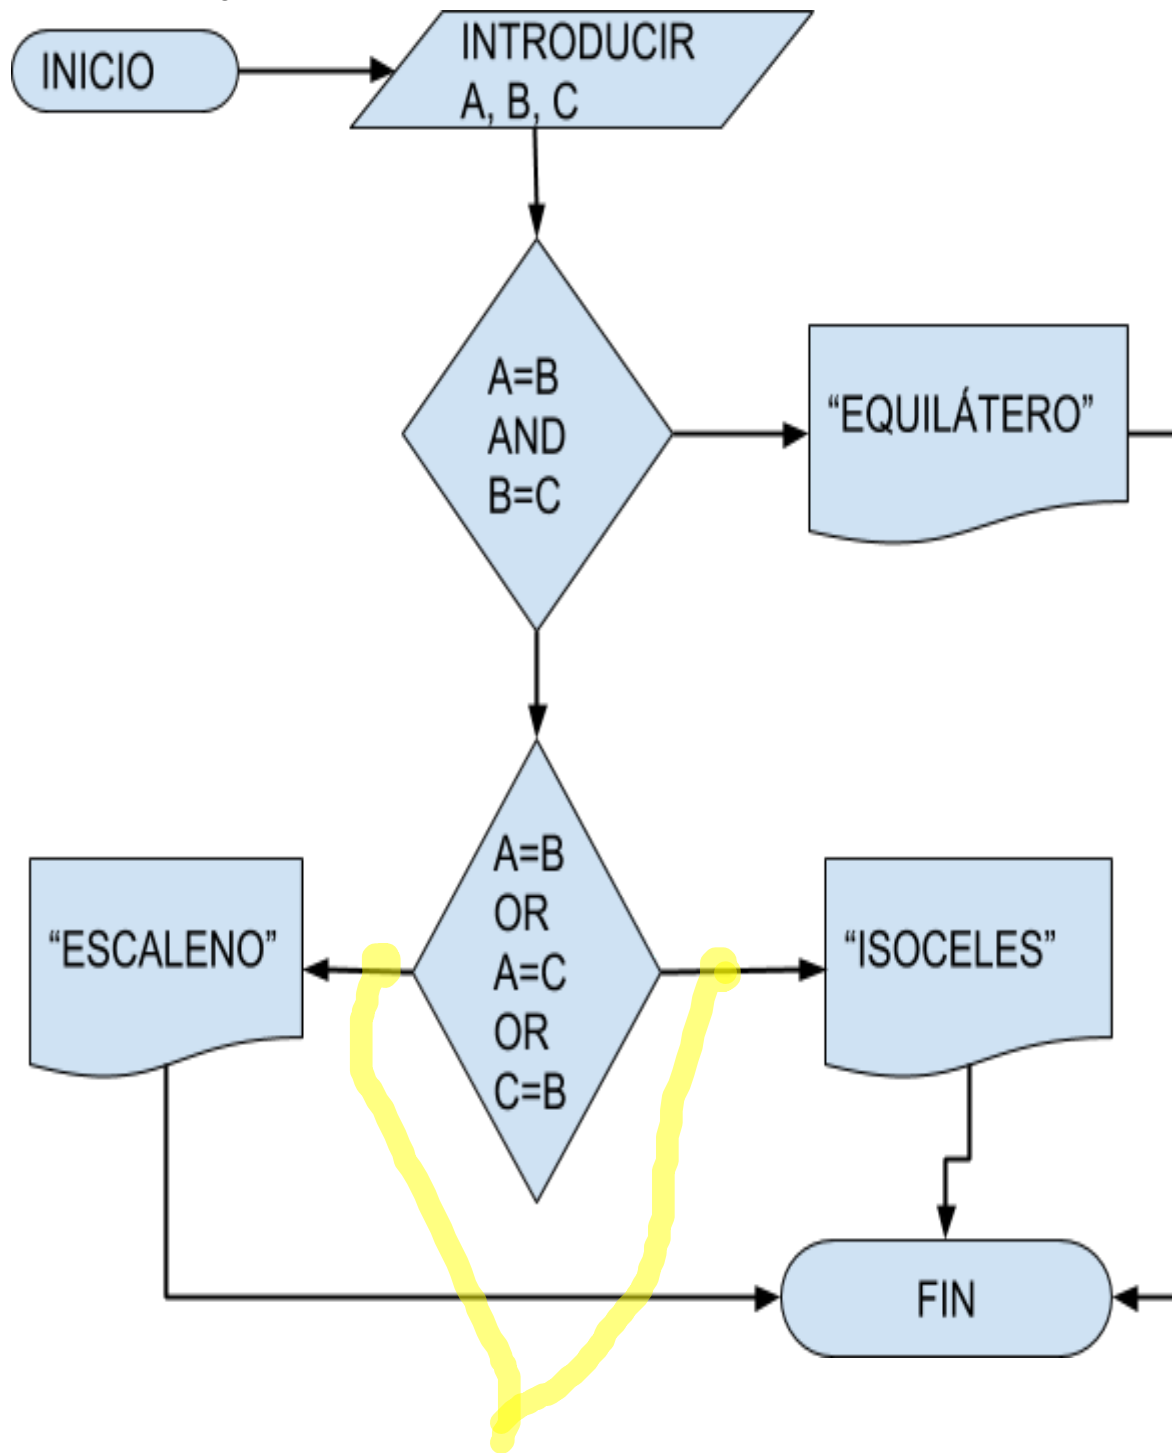 INICIO
INTRODUCIR
A, B, C
A=B
AND
B=C
“EQUILÁTERO”
A=B
OR
A=C
OR
C=B
“ESCALENO”
“ISOCELES”
FIN